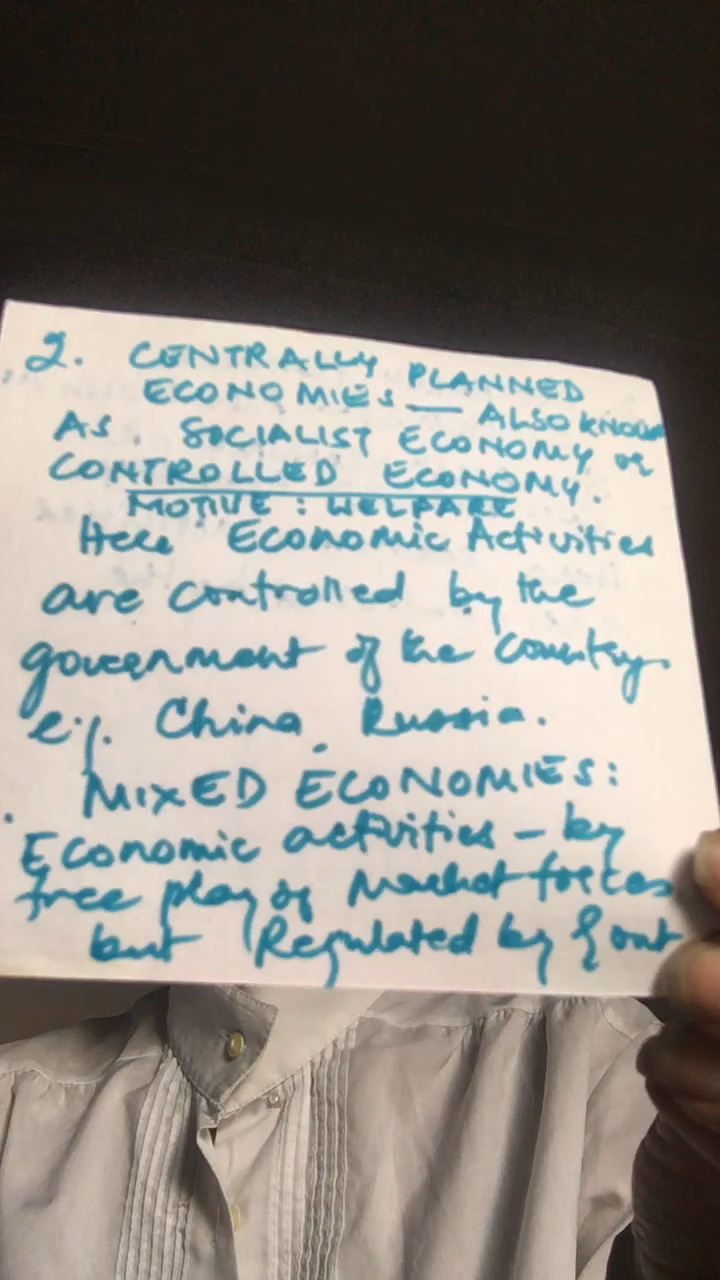 2. CENTRALLY PLANNED
ECONOMIES — ALSO KNOWN
AS SOCIALIST ECONOMY or
CONTROLLED ECONOMY.
MOTIVE : WELFARE
Here Economic Activities
are controlled by the
government of the country
e.g. China, Russia.
MIXED ECONOMIES:
Economic activities – by
free play of Market forces
but Regulated by Govt